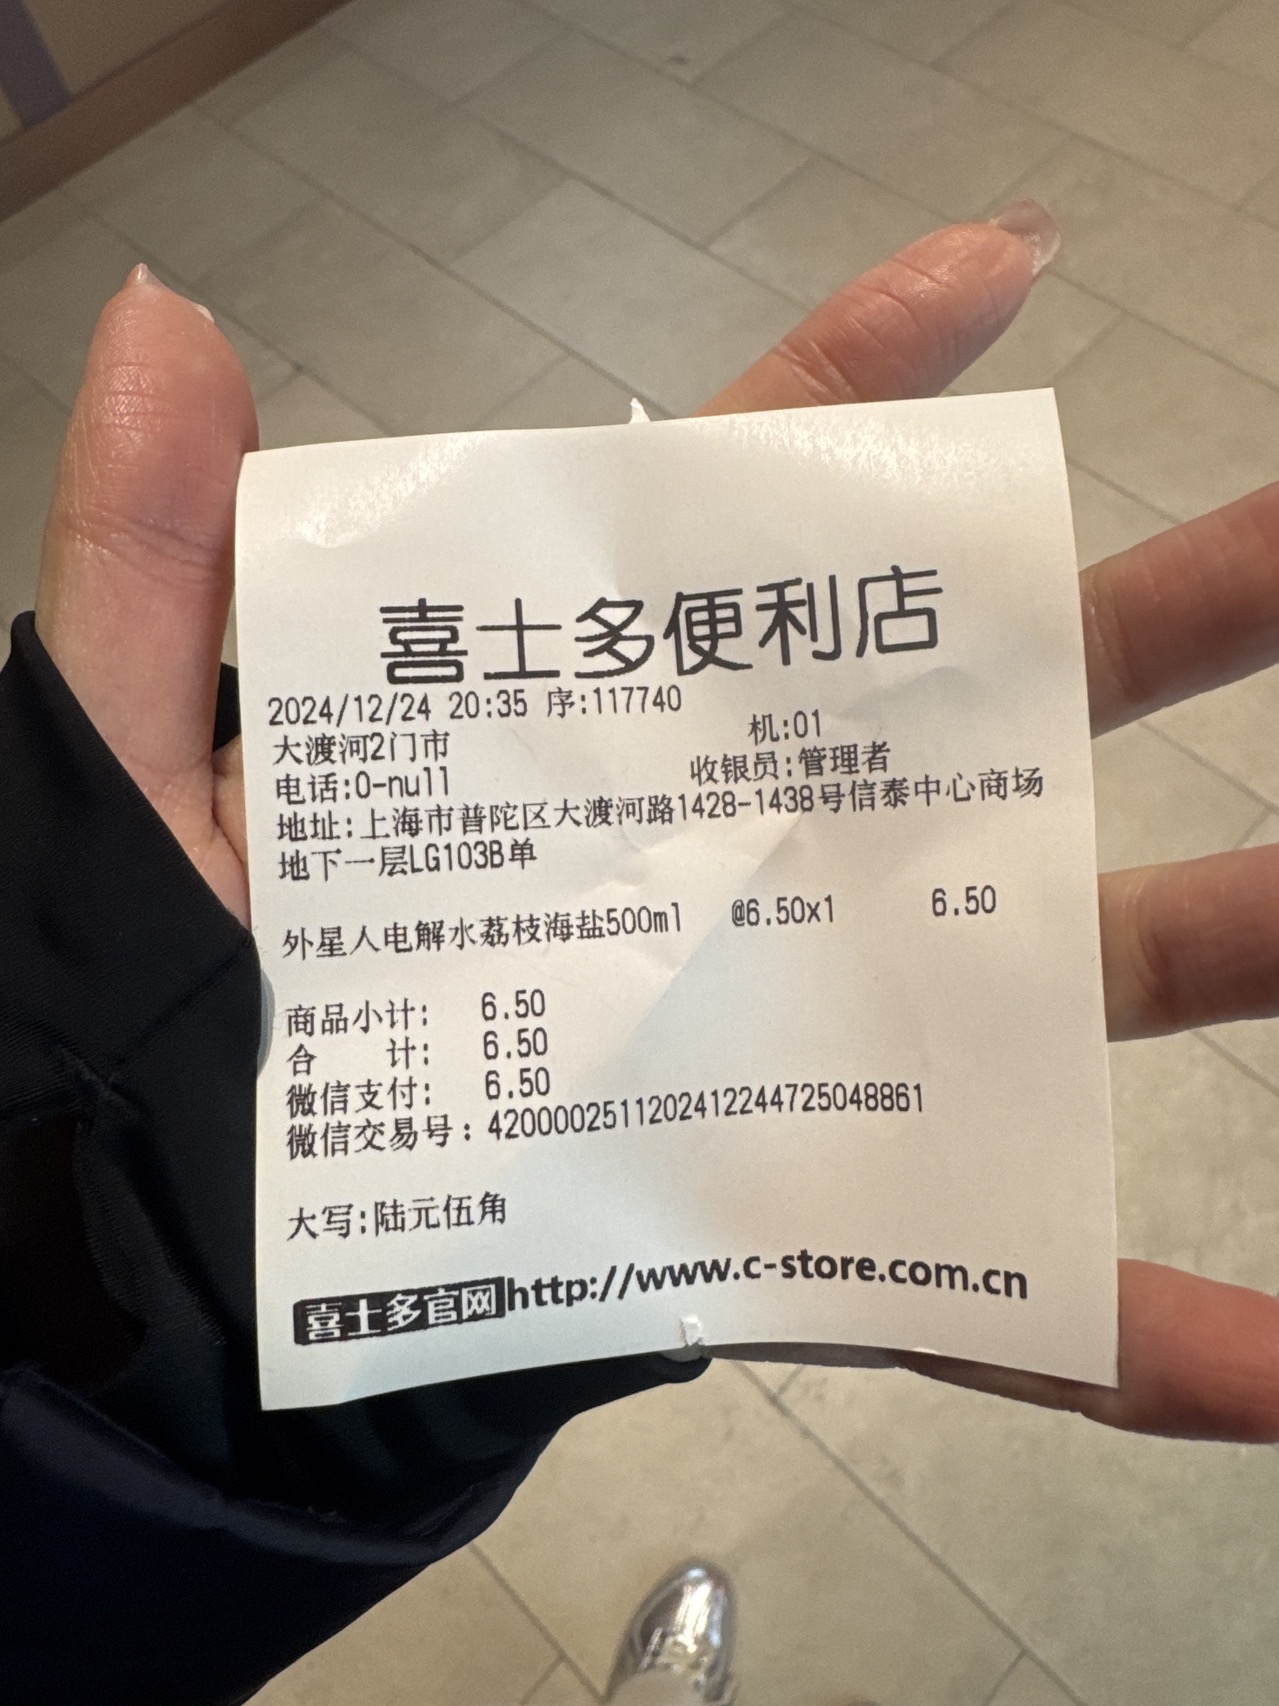 喜士多便利店
2024/12/24 20:35 序:117740
大渡河2门市 机:01
电话:0-null 收银员:管理者
地址:上海市普陀区大渡河路1428-1438号信泰中心商场
地下一层LG103B单
外星人电解水荔枝海盐500ml @6.50x1 6.50
商品小计: 6.50
合 计: 6.50
微信支付: 6.50
微信交易号：4200002511202412244725048861
大写:陆元伍角
喜士多官网http://www.c-store.com.cn